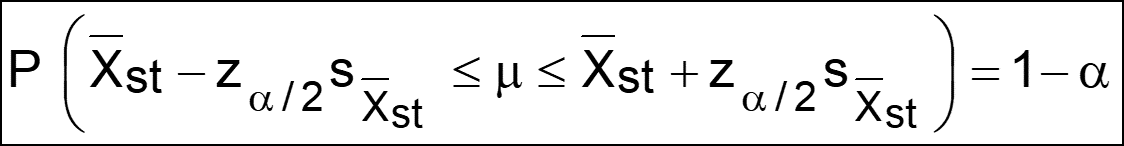 P ( X̅st − z α/2 s X̅st ≤ μ ≤ X̅st + z α/2 s X̅st ) = 1− α